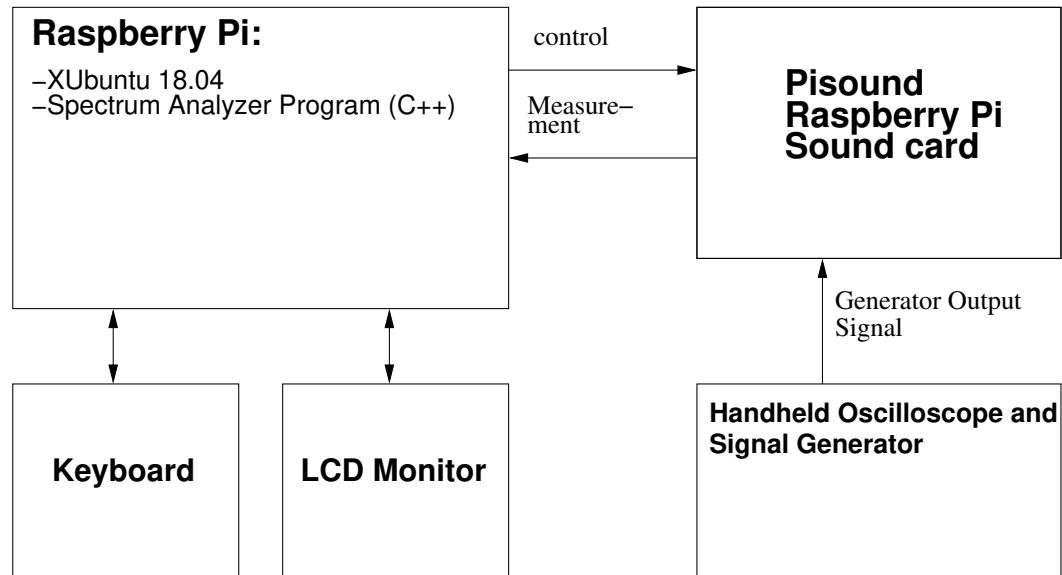 Raspberry Pi:
–XUbuntu 18.04
–Spectrum Analyzer Program (C++)
control
Measure–
ment
Pisound
Raspberry Pi
Sound card
Generator Output
Signal
Keyboard
LCD Monitor
Handheld Oscilloscope and
Signal Generator